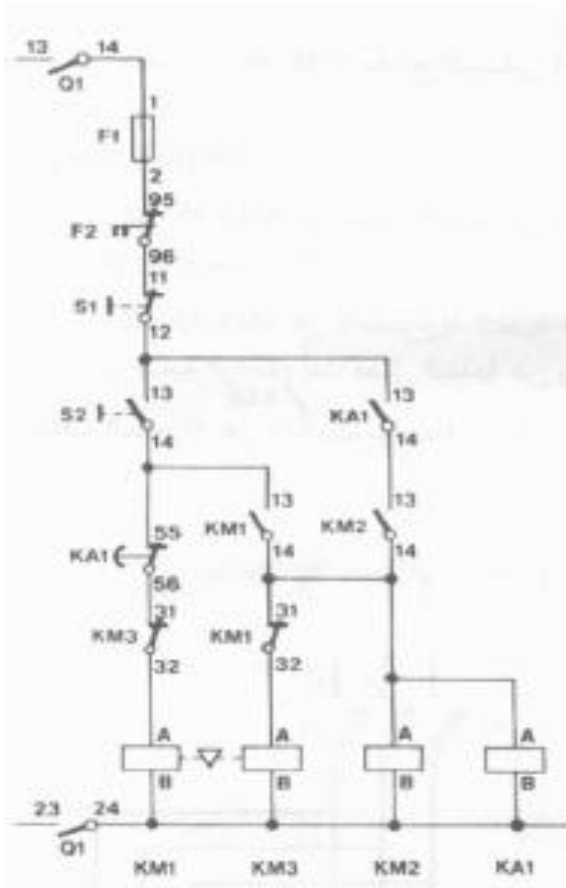 13 14
Q1
1
F1
2
95
F2
96
11
S1
12
13 13
S2 KA1
14 14
13 13
KM1 KM2
14 14
55
KA1
56
31 31
KM3 KM1
32 32
A A A A
B B B B
23 24
Q1
KM1 KM3 KM2 KA1